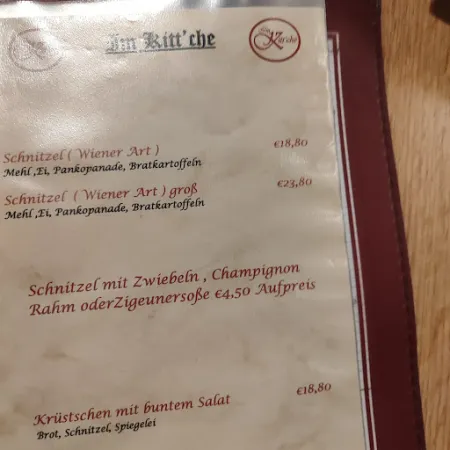 Im Kitt'che
Schnitzel ( Wiener Art ) €18,80
Mehl ,Ei, Pankopanade, Bratkartoffeln
Schnitzel ( Wiener Art ) groß €23,80
Mehl ,Ei, Pankopanade, Bratkartoffeln
Schnitzel mit Zwiebeln , Champignon
Rahm oderZigeunersoße €4,50 Aufpreis
Krüstschen mit buntem Salat €18,80
Brot, Schnitzel, Spiegelei